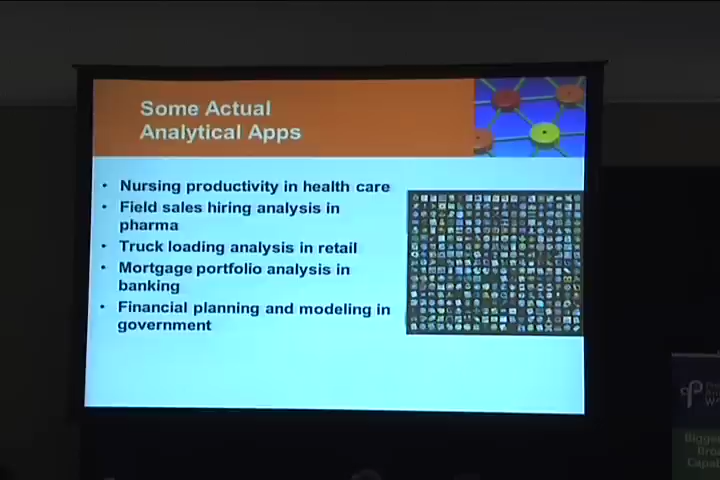 Some Actual
Analytical Apps
• Nursing productivity in health care
• Field sales hiring analysis in
pharma
• Truck loading analysis in retail
• Mortgage portfolio analysis in
banking
• Financial planning and modeling in
government